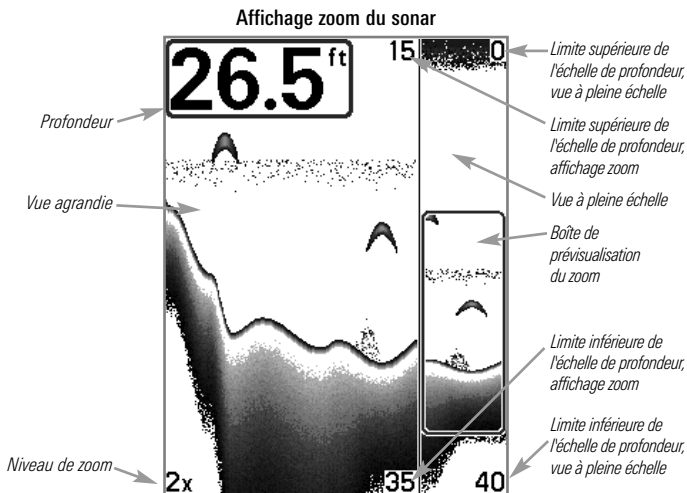 Affichage zoom du sonar
26.5 ft
15
0
Profondeur
Vue agrandie
Niveau de zoom
2x
35
40
Limite supérieure de
l'échelle de profondeur,
vue à pleine échelle
Limite supérieure de
l'échelle de profondeur,
affichage zoom
Vue à pleine échelle
Boîte de
prévisualisation
du zoom
Limite inférieure de
l'échelle de profondeur,
affichage zoom
Limite inférieure de
l'échelle de profondeur,
vue à pleine échelle